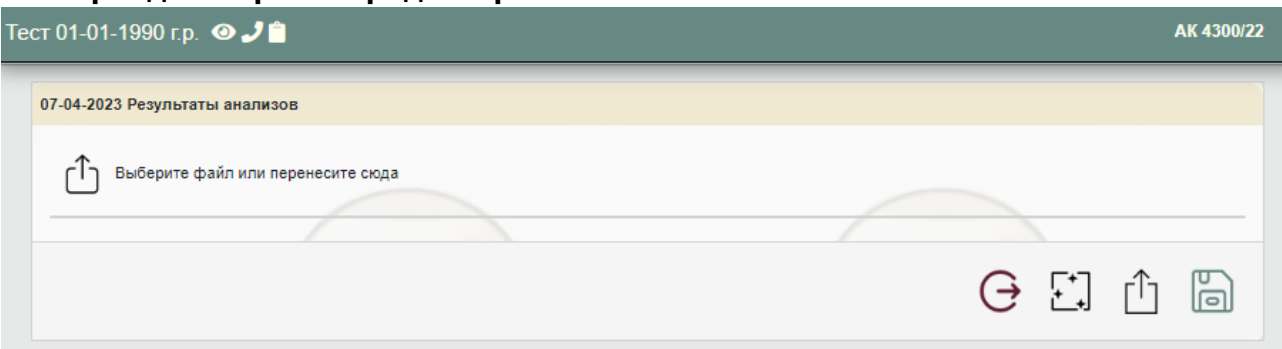 Тест 01-01-1990 г.р.
АК 4300/22
07-04-2023 Результаты анализов
Выберите файл или перенесите сюда